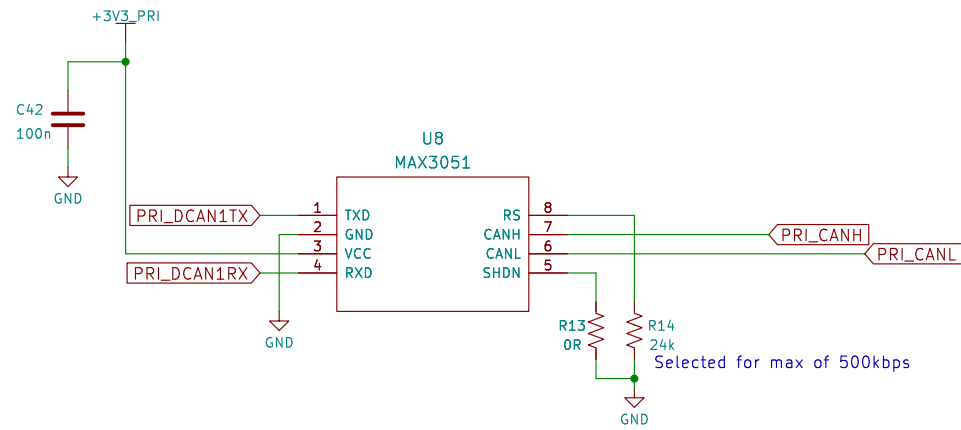 +3V3_PRI
C42
100n
GND
U8
MAX3051
PRI_DCAN1TX
1
TXD
2
GND
3
VCC
PRI_DCAN1RX
4
RXD
RS
8
CANH
7
PRI_CANH
CANL
6
PRI_CANL
SHDN
5
GND
R13
0R
R14
24k
Selected for max of 500kbps
GND